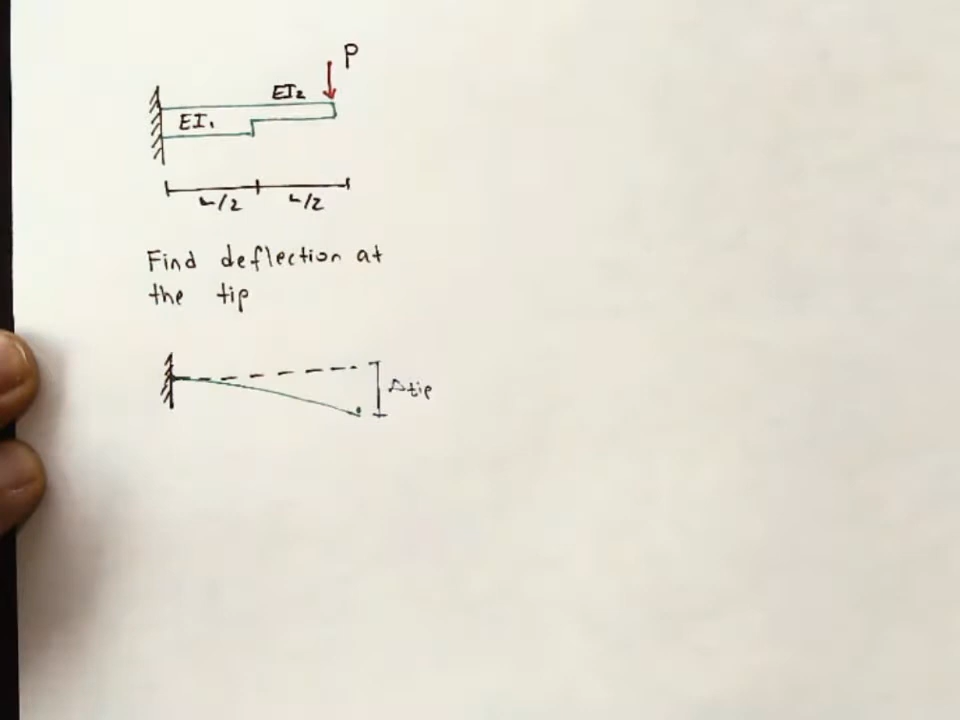 P
EI₂
EI₁
L/2 L/2
Find deflection at
the tip
Δtip